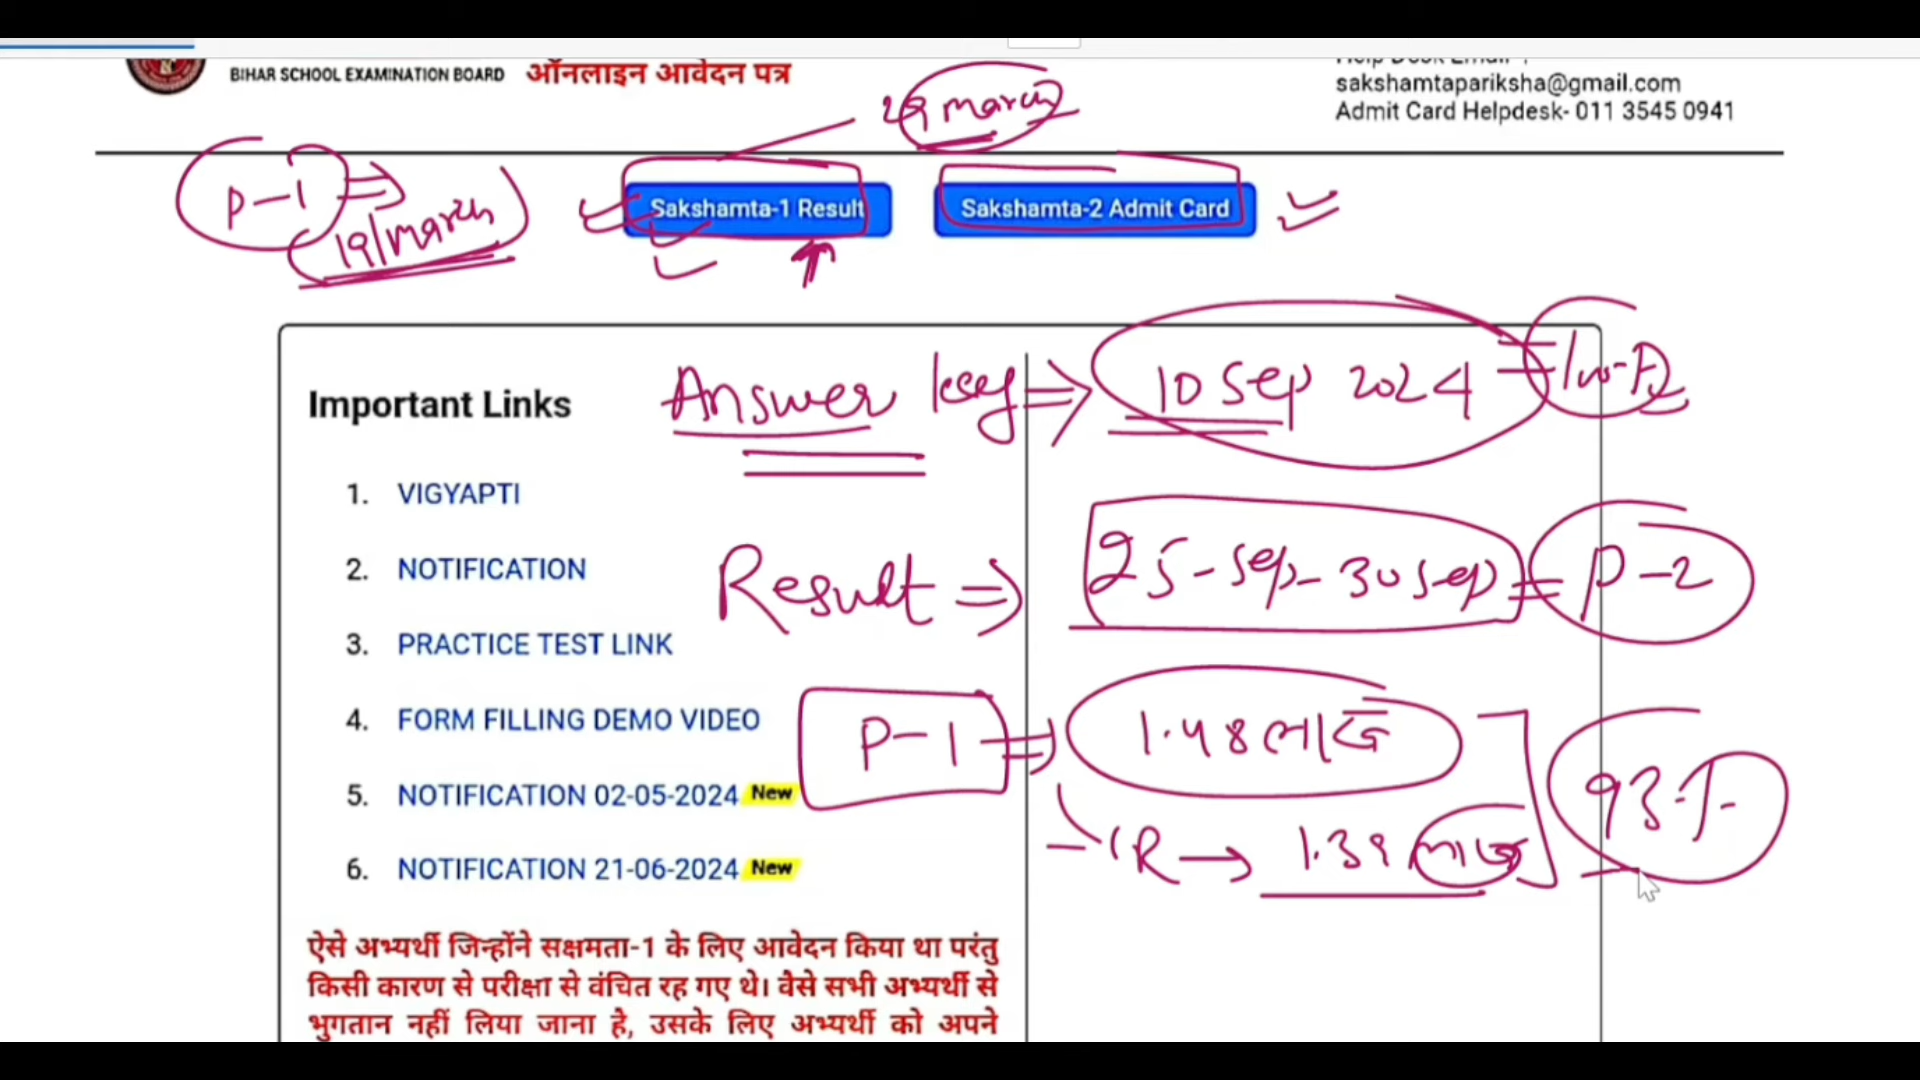 BIHAR SCHOOL EXAMINATION BOARD ऑनलाइन आवेदन पत्र
sakshamtapariksha@gmail.com
Admit Card Helpdesk- 011 3545 0941
29 march
P-1 ⇒
19/march
Sakshamta-1 Result
Sakshamta-2 Admit Card
Important Links
Answer key ⇒ 10 Sep 2024
1. VIGYAPTI
2. NOTIFICATION
Result ⇒ 25-Sep-30 Sep = P-2
3. PRACTICE TEST LINK
4. FORM FILLING DEMO VIDEO
P-1 ⇒ 1.48 लाख
5. NOTIFICATION 02-05-2024 New
R → 1.39 लाख
6. NOTIFICATION 21-06-2024 New
ऐसे अभ्यर्थी जिन्होंने सक्षमता-1 के लिए आवेदन किया था परंतु
किसी कारण से परीक्षा से वंचित रह गए थे। वैसे सभी अभ्यर्थी से
भुगतान नहीं लिया जाना है, उसके लिए अभ्यर्थी को अपने